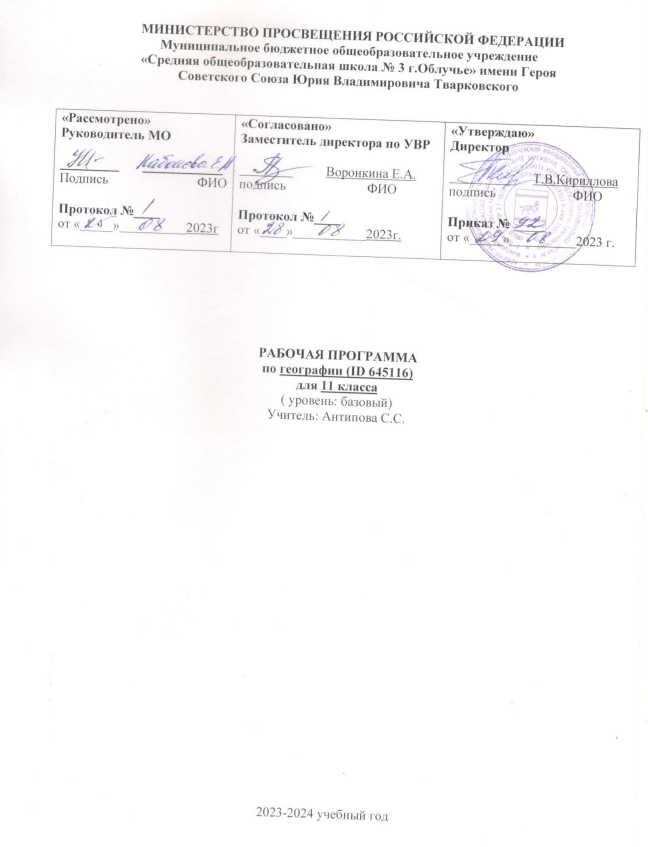 МИНИСТЕРСТВО ПРОСВЕЩЕНИЯ РОССИЙСКОЙ ФЕДЕРАЦИИ
Муниципальное бюджетное общеобразовательное учреждение
«Средняя общеобразовательная школа № 3 г.Облучье» имени Героя
Советского Союза Юрия Владимировича Тварковского
«Рассмотрено»
Руководитель МО
Подпись ФИО
Протокол № 1
от « 25 » 08 2023г
«Согласовано»
Заместитель директора по УВР
Воронкина Е.А.
подпись ФИО
Протокол № 1
от « 28 » 08 2023г.
«Утверждаю»
Директор
Т.В.Кириллова
подпись ФИО
Приказ № 92
от « 29 » 08 2023 г.
РАБОЧАЯ ПРОГРАММА
по географии (ID 645116)
для 11 класса
( уровень: базовый)
Учитель: Антипова С.С.
2023-2024 учебный год